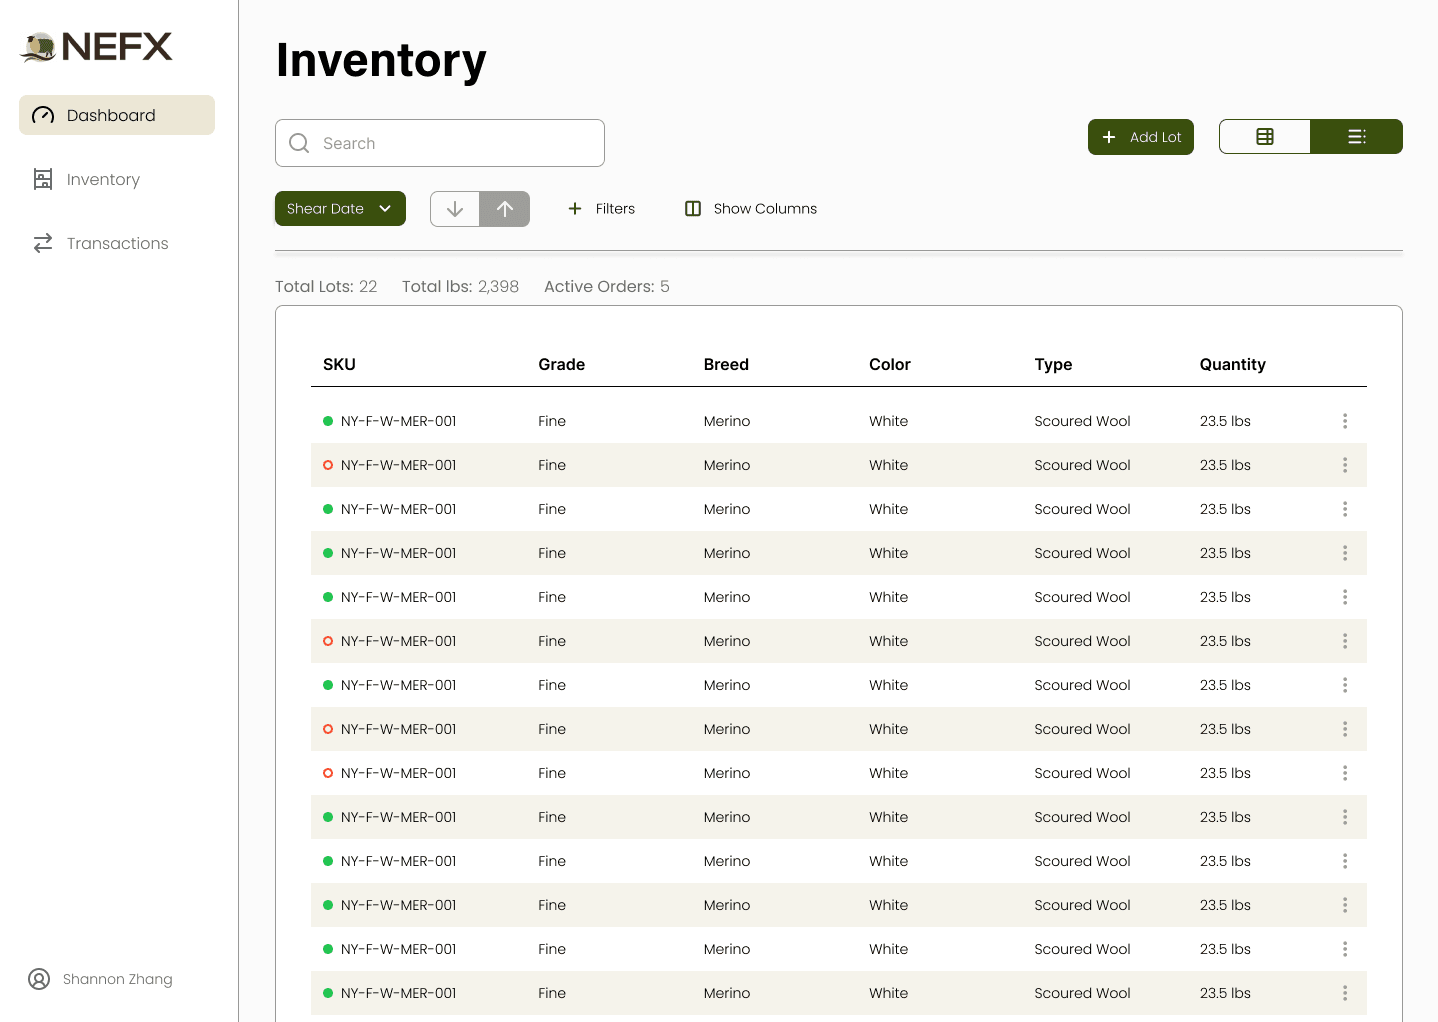 NEFX
Dashboard
Inventory
Transactions
Shannon Zhang
Inventory
Search
Add Lot
Shear Date
Filters
Show Columns
Total Lots: 22 Total lbs: 2,398 Active Orders: 5
SKU Grade Breed Color Type Quantity
NY-F-W-MER-001 Fine Merino White Scoured Wool 23.5 lbs
NY-F-W-MER-001 Fine Merino White Scoured Wool 23.5 lbs
NY-F-W-MER-001 Fine Merino White Scoured Wool 23.5 lbs
NY-F-W-MER-001 Fine Merino White Scoured Wool 23.5 lbs
NY-F-W-MER-001 Fine Merino White Scoured Wool 23.5 lbs
NY-F-W-MER-001 Fine Merino White Scoured Wool 23.5 lbs
NY-F-W-MER-001 Fine Merino White Scoured Wool 23.5 lbs
NY-F-W-MER-001 Fine Merino White Scoured Wool 23.5 lbs
NY-F-W-MER-001 Fine Merino White Scoured Wool 23.5 lbs
NY-F-W-MER-001 Fine Merino White Scoured Wool 23.5 lbs
NY-F-W-MER-001 Fine Merino White Scoured Wool 23.5 lbs
NY-F-W-MER-001 Fine Merino White Scoured Wool 23.5 lbs
NY-F-W-MER-001 Fine Merino White Scoured Wool 23.5 lbs
NY-F-W-MER-001 Fine Merino White Scoured Wool 23.5 lbs